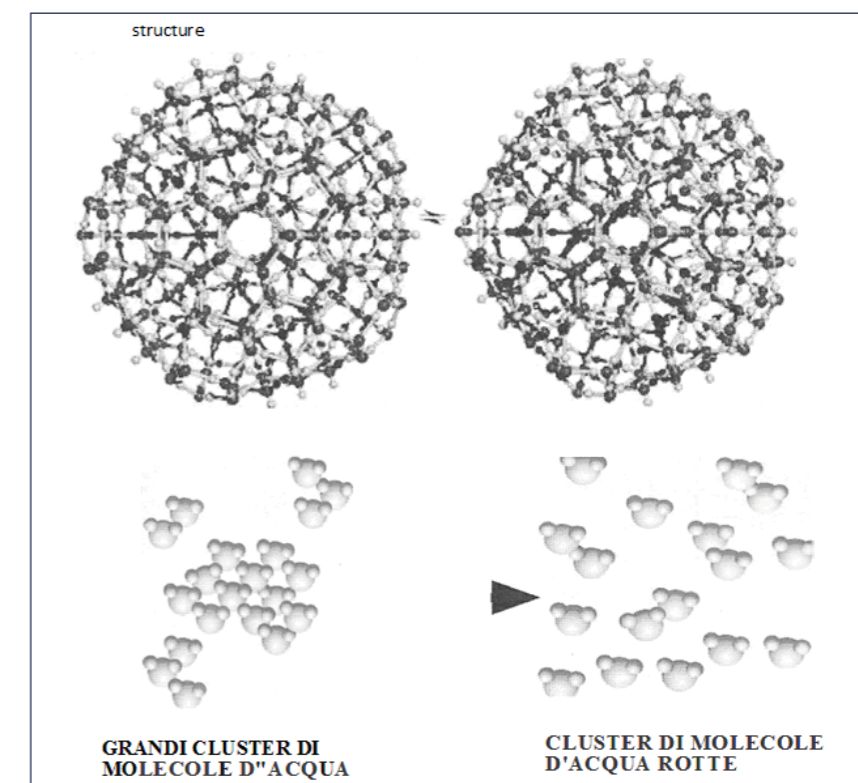 structure
GRANDI CLUSTER DI
MOLECOLE D"ACQUA
CLUSTER DI MOLECOLE
D'ACQUA ROTTE